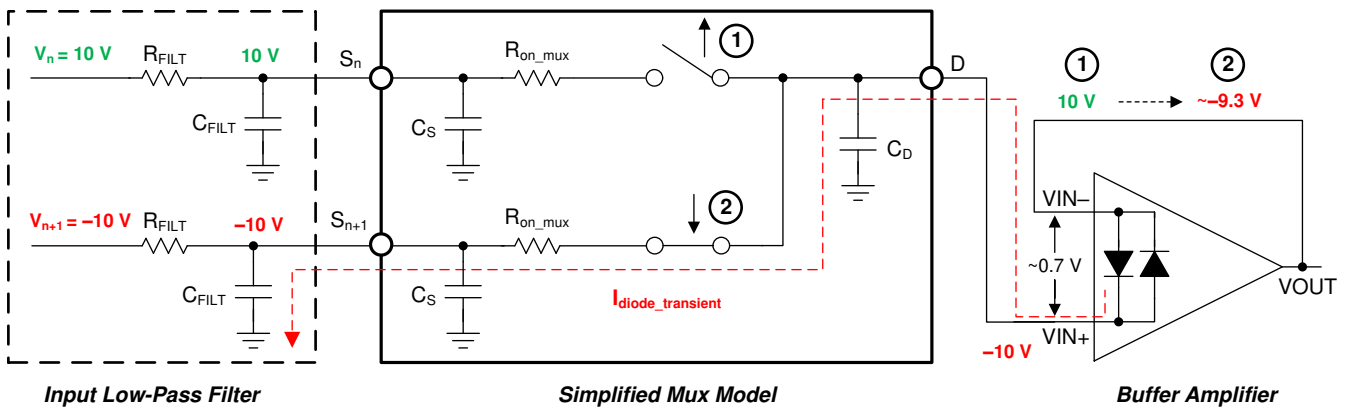 Vn = 10 V
RFILT
10 V
CFILT
Sn
CS
Ron_mux
1
D
CD
1
2
10 V
~–9.3 V
Vn+1 = –10 V
RFILT
–10 V
CFILT
Sn+1
CS
Ron_mux
2
Idiode_transient
VIN–
~0.7 V
VIN+
–10 V
VOUT
Input Low-Pass Filter
Simplified Mux Model
Buffer Amplifier